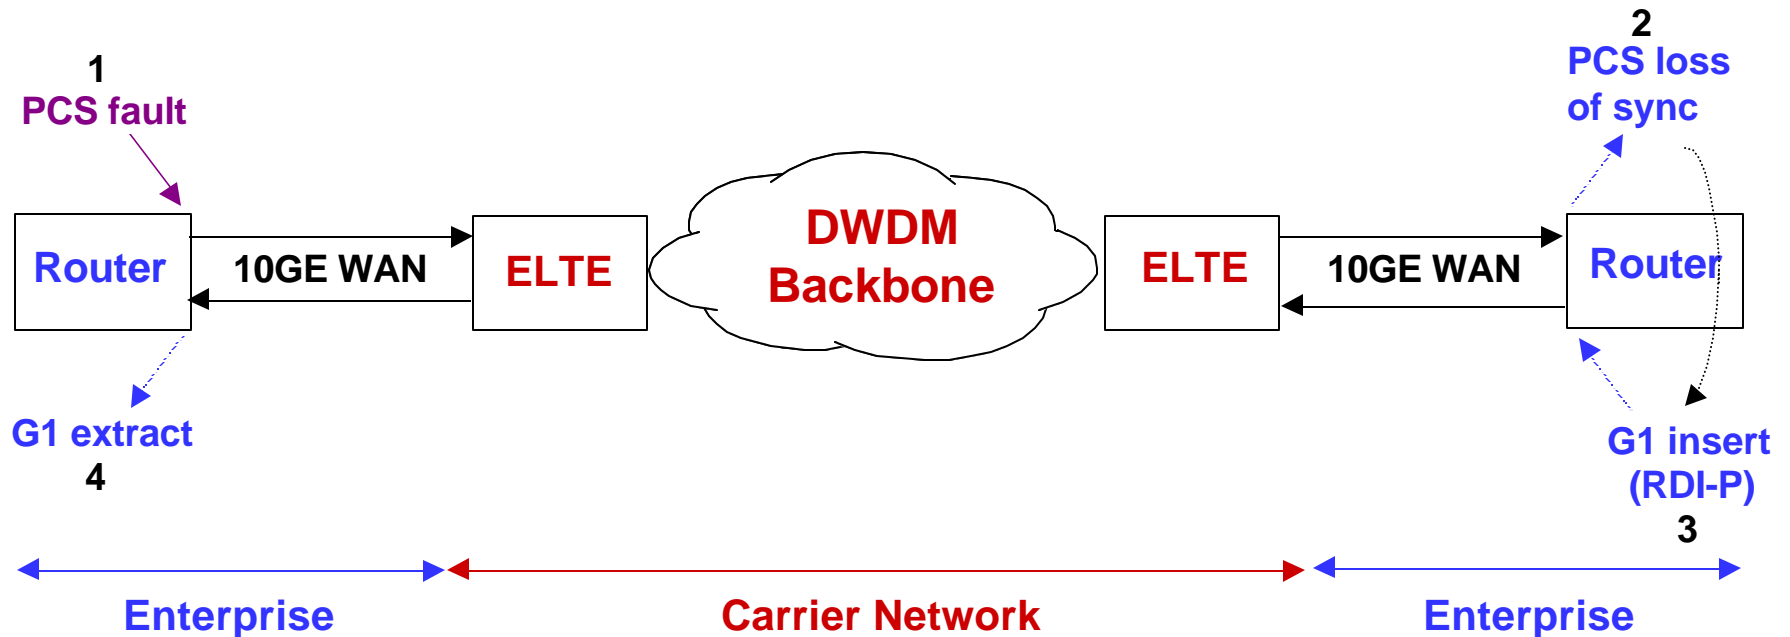 1
PCS fault
2
PCS loss
of sync
Router
10GE WAN
ELTE
DWDM
Backbone
ELTE
10GE WAN
Router
G1 extract
4
G1 insert
(RDI-P)
3
Enterprise
Carrier Network
Enterprise